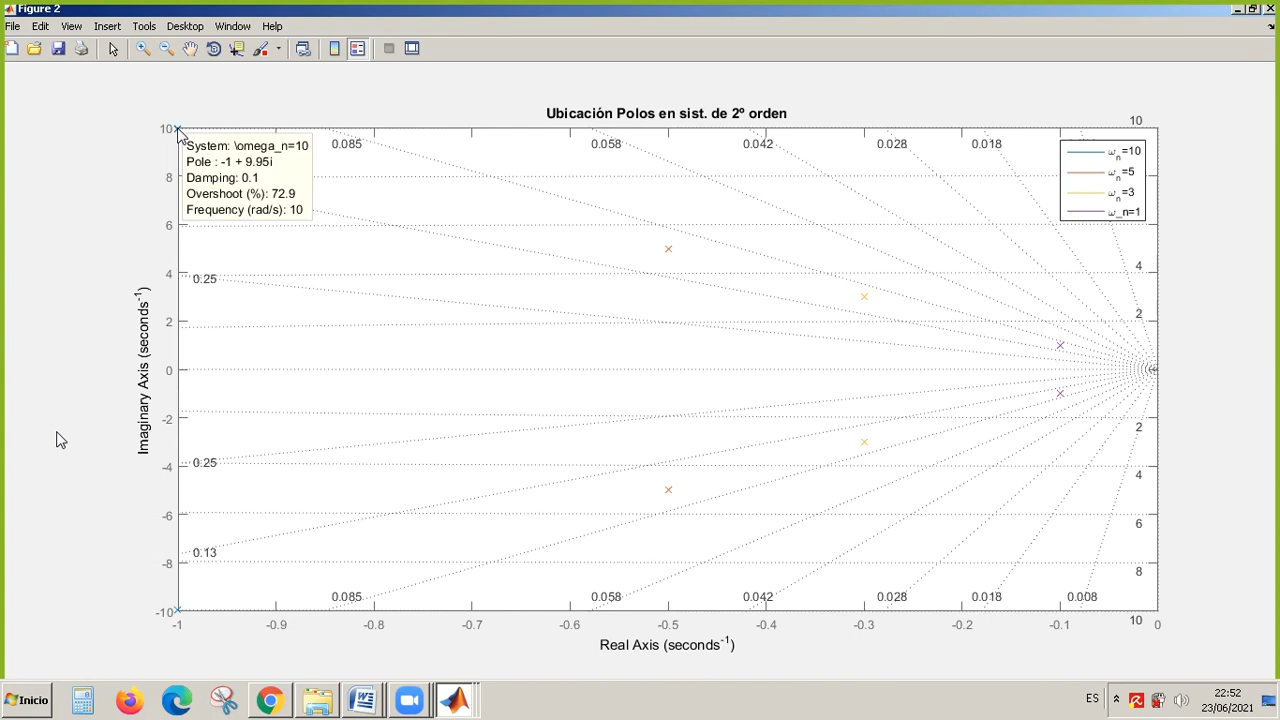 Figure 2
File Edit View Insert Tools Desktop Window Help
Ubicación Polos en sist. de 2º orden
10 0.085 0.058 0.042 0.028 0.018 10
System: \omega_n=10
Pole : -1 + 9.95i
Damping: 0.1
Overshoot (%): 72.9
Frequency (rad/s): 10
ω_n=10
ω_n=5
ω_n=3
ω_n=1
8
6
4 0.25 4
2 2
0
-2 2
-4 0.25 4
-6 6
0.13
-8 8
-10 0.085 0.058 0.042 0.028 0.018 0.008 10
-1 -0.9 -0.8 -0.7 -0.6 -0.5 -0.4 -0.3 -0.2 -0.1 0
Imaginary Axis (seconds-1)
Real Axis (seconds-1)
Inicio
ES
22:52
23/06/2021